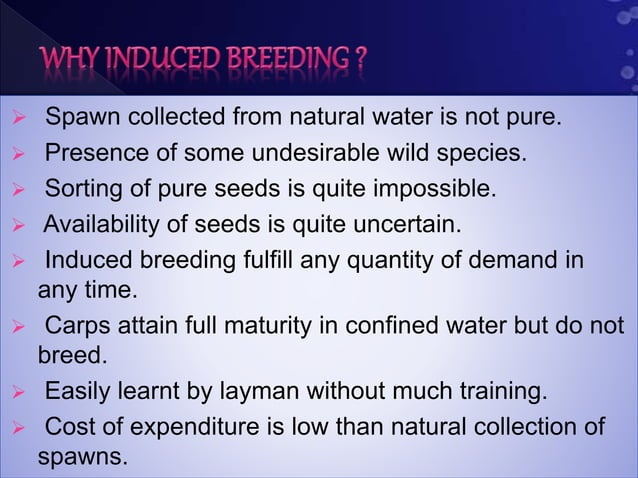 WHY INDUCED BREEDING ?
Spawn collected from natural water is not pure.
Presence of some undesirable wild species.
Sorting of pure seeds is quite impossible.
Availability of seeds is quite uncertain.
Induced breeding fulfill any quantity of demand in
any time.
Carps attain full maturity in confined water but do not
breed.
Easily learnt by layman without much training.
Cost of expenditure is low than natural collection of
spawns.